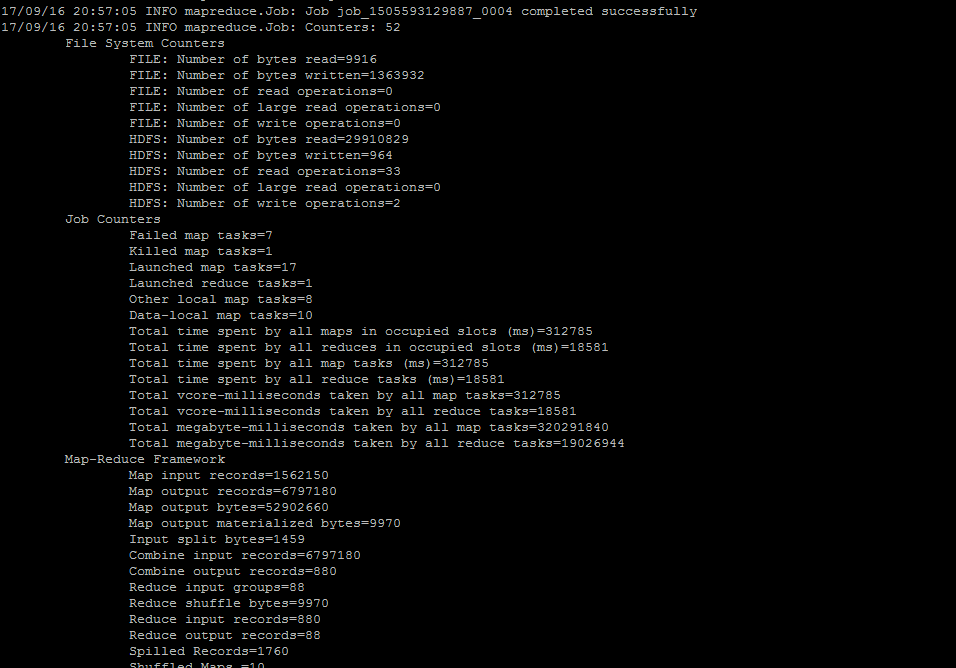 17/09/16 20:57:05 INFO mapreduce.Job: Job job_1505593129887_0004 completed successfully
17/09/16 20:57:05 INFO mapreduce.Job: Counters: 52
File System Counters
FILE: Number of bytes read=9916
FILE: Number of bytes written=1363932
FILE: Number of read operations=0
FILE: Number of large read operations=0
FILE: Number of write operations=0
HDFS: Number of bytes read=29910829
HDFS: Number of bytes written=964
HDFS: Number of read operations=33
HDFS: Number of large read operations=0
HDFS: Number of write operations=2
Job Counters
Failed map tasks=7
Killed map tasks=1
Launched map tasks=17
Launched reduce tasks=1
Other local map tasks=8
Data-local map tasks=10
Total time spent by all maps in occupied slots (ms)=312785
Total time spent by all reduces in occupied slots (ms)=18581
Total time spent by all map tasks (ms)=312785
Total time spent by all reduce tasks (ms)=18581
Total vcore-milliseconds taken by all map tasks=312785
Total vcore-milliseconds taken by all reduce tasks=18581
Total megabyte-milliseconds taken by all map tasks=320291840
Total megabyte-milliseconds taken by all reduce tasks=19026944
Map-Reduce Framework
Map input records=1562150
Map output records=6797180
Map output bytes=52902660
Map output materialized bytes=9970
Input split bytes=1459
Combine input records=6797180
Combine output records=880
Reduce input groups=88
Reduce shuffle bytes=9970
Reduce input records=880
Reduce output records=88
Spilled Records=1760
Shuffled Maps =10